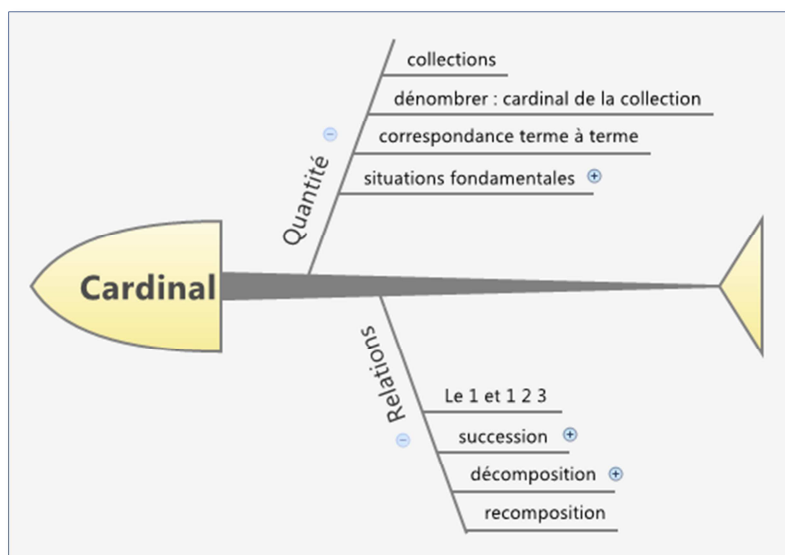 collections
dénombrer : cardinal de la collection
correspondance terme à terme
situations fondamentales
Quantité
Cardinal
Relations
Le 1 et 1 2 3
succession
décomposition
recomposition